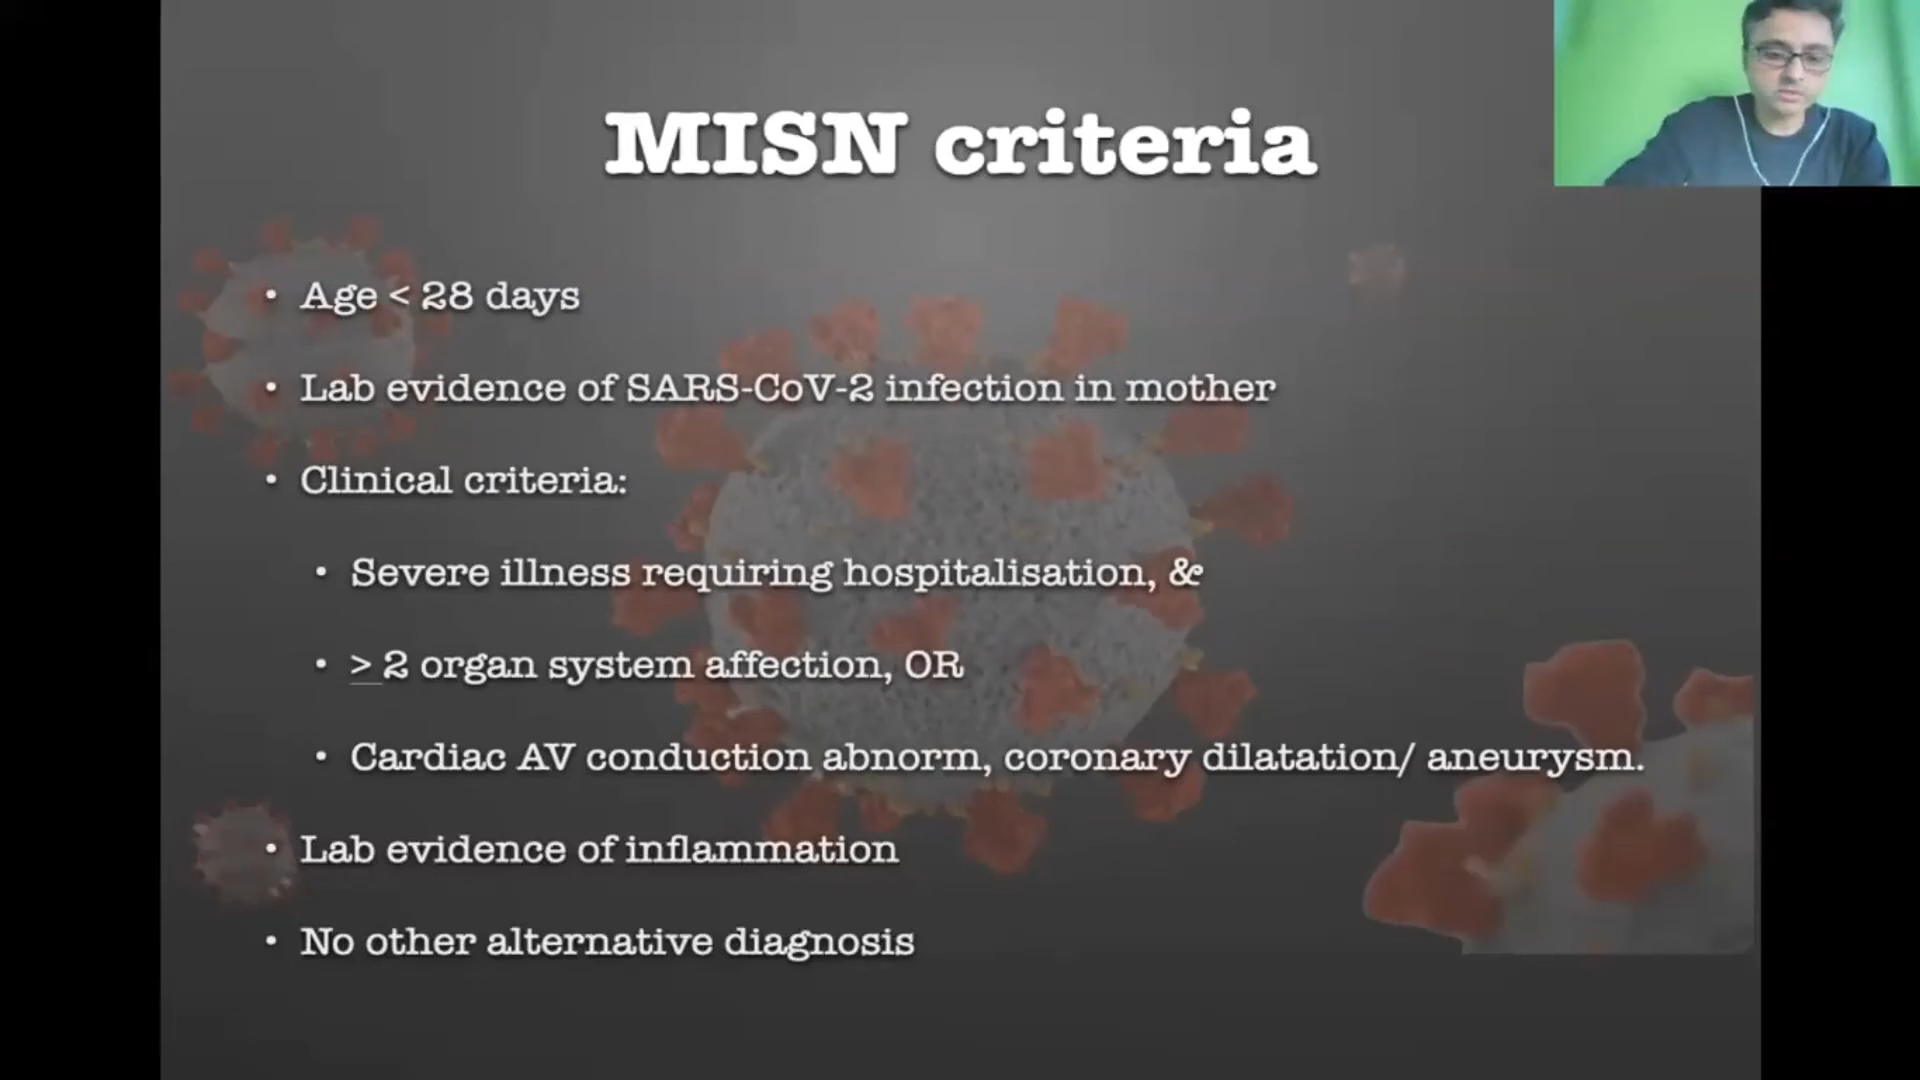 MISN criteria
• Age < 28 days
• Lab evidence of SARS-CoV-2 infection in mother
• Clinical criteria:
• Severe illness requiring hospitalisation, &
• > 2 organ system affection, OR
• Cardiac AV conduction abnorm, coronary dilatation/ aneurysm.
• Lab evidence of inflammation
• No other alternative diagnosis